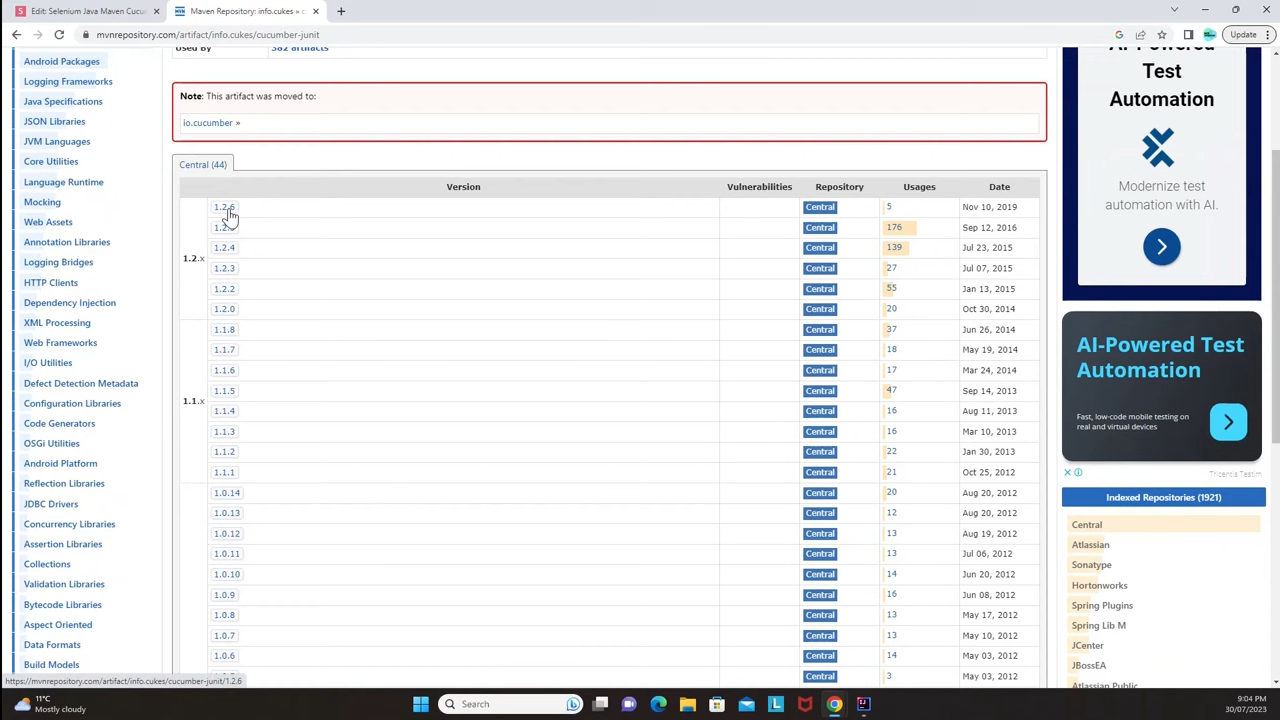 Edit: Selenium Java Maven Cucu
Maven Repository: info.cukes » c
mvnrepository.com/artifact/info.cukes/cucumber-junit
Update
Used By
382 artifacts
Android Packages
Logging Frameworks
Java Specifications
JSON Libraries
JVM Languages
Core Utilities
Language Runtime
Mocking
Web Assets
Annotation Libraries
Logging Bridges
HTTP Clients
Dependency Injection
XML Processing
Web Frameworks
I/O Utilities
Defect Detection Metadata
Configuration Libraries
Code Generators
OSGi Utilities
Android Platform
Reflection Libraries
JDBC Drivers
Concurrency Libraries
Assertion Libraries
Collections
Validation Libraries
Bytecode Libraries
Aspect Oriented
Data Formats
Build Models
Note: This artifact was moved to:
io.cucumber »
Central (44)
Version Vulnerabilities Repository Usages Date
1.2.6 Central 5 Nov 10, 2019
Central 176 Sep 12, 2016
1.2.4 Central 139 Jul 23, 2015
1.2.x
1.2.3 Central 27 Jul 07, 2015
1.2.2 Central 55 Jan 13, 2015
1.2.0 Central 20 Oct 30, 2014
1.1.8 Central 37 Jun 26, 2014
1.1.7 Central 18 May 19, 2014
1.1.6 Central 17 Mar 24, 2014
1.1.5 Central 47 Sep 14, 2013
1.1.x
1.1.4 Central 16 Aug 11, 2013
1.1.3 Central 16 Mar 10, 2013
1.1.2 Central 22 Jan 30, 2013
1.1.1 Central 21 Oct 25, 2012
1.0.14 Central 20 Aug 20, 2012
1.0.13 Central 12 Aug 20, 2012
1.0.12 Central 13 Aug 19, 2012
1.0.11 Central 13 Jul 06, 2012
1.0.10 Central 14 Jun 20, 2012
1.0.9 Central 16 Jun 08, 2012
1.0.8 Central 13 May 17, 2012
1.0.7 Central 13 May 10, 2012
1.0.6 Central 14 May 03, 2012
Central 3 May 03, 2012
AI-Powered
Test
Automation
Modernize test
automation with AI.
AI-Powered Test
Automation
Fast, low-code mobile testing on
real and virtual devices
Tricentis Testim
Indexed Repositories (1921)
Central
Atlassian
Sonatype
Hortonworks
Spring Plugins
Spring Lib M
JCenter
JBossEA
Atlassian Public
https://mvnrepository.com/artifact/info.cukes/cucumber-junit/1.2.6
11°C
Mostly cloudy
Search
9:04 PM
30/07/2023